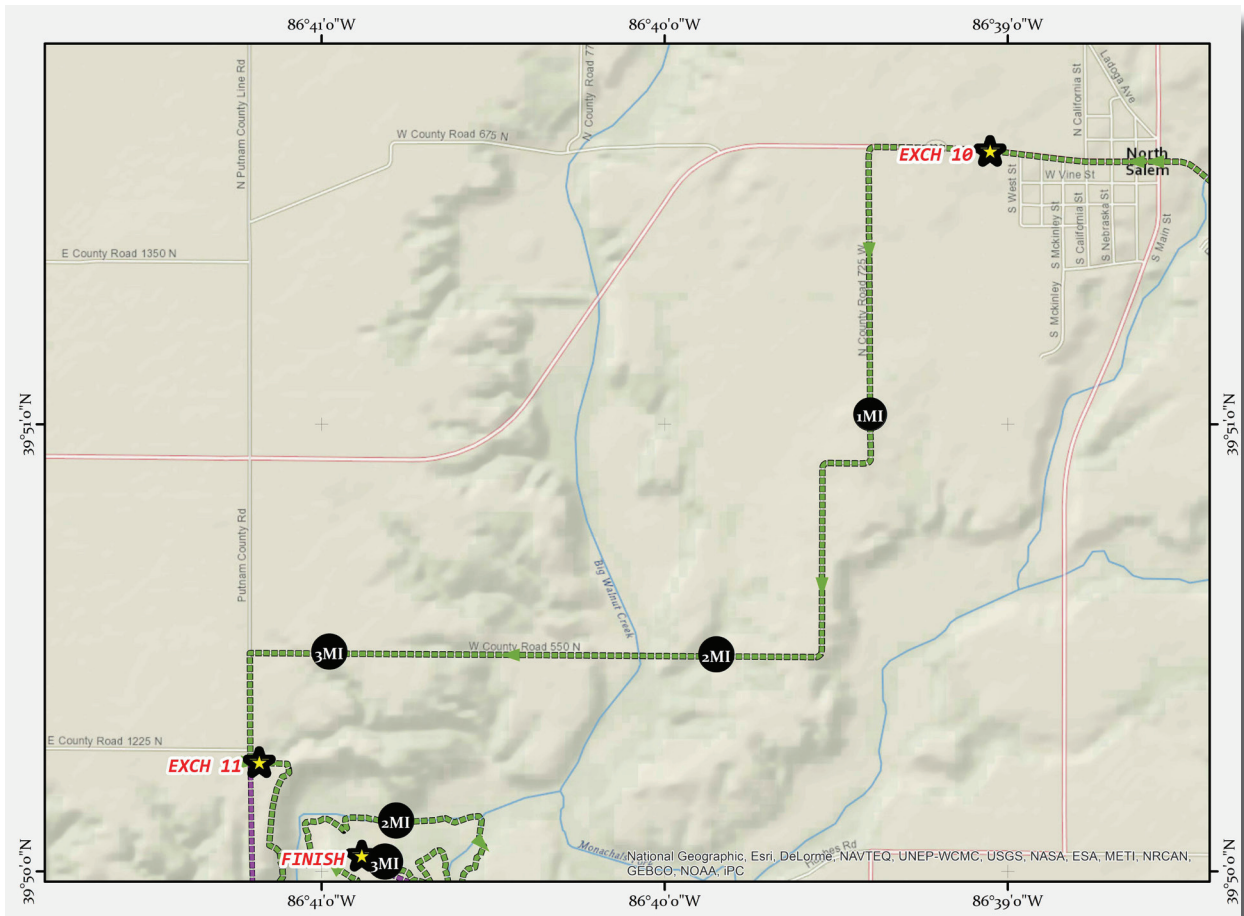 86°41'0"W
86°40'0"W
86°39'0"W
N Putnam County Line Rd
N County Road 77
N California St
Ladoga Ave
W County Road 675 N
EXCH 10
North
Salem
W Vine St
S West St
S Mckinley St
S California St
S Nebraska St
S Main St
E County Road 1350 N
N County Road 725 W
S Mckinley
39°51'0"N
1MI
39°51'0"N
Putnam County Rd
Big Walnut Creek
3MI
W County Road 550 N
2MI
E County Road 1225 N
EXCH 11
2MI
FINISH
3MI
National Geographic, Esri, DeLorme, NAVTEQ, UNEP-WCMC, USGS, NASA, ESA, METI, NRCAN,
GEBCO, NOAA, iPC
39°50'0"N
39°50'0"N
86°41'0"W
86°40'0"W
86°39'0"W